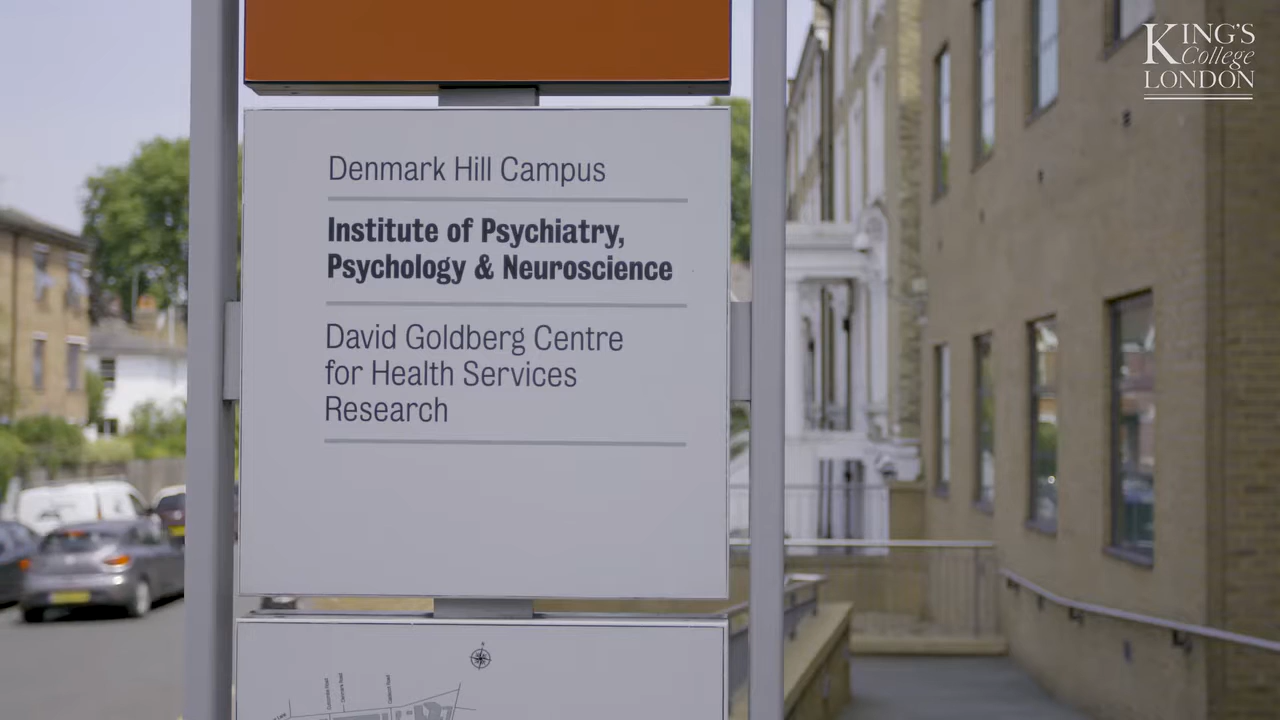 KING'S
College
LONDON
Denmark Hill Campus
Institute of Psychiatry,
Psychology & Neuroscience
David Goldberg Centre
for Health Services
Research